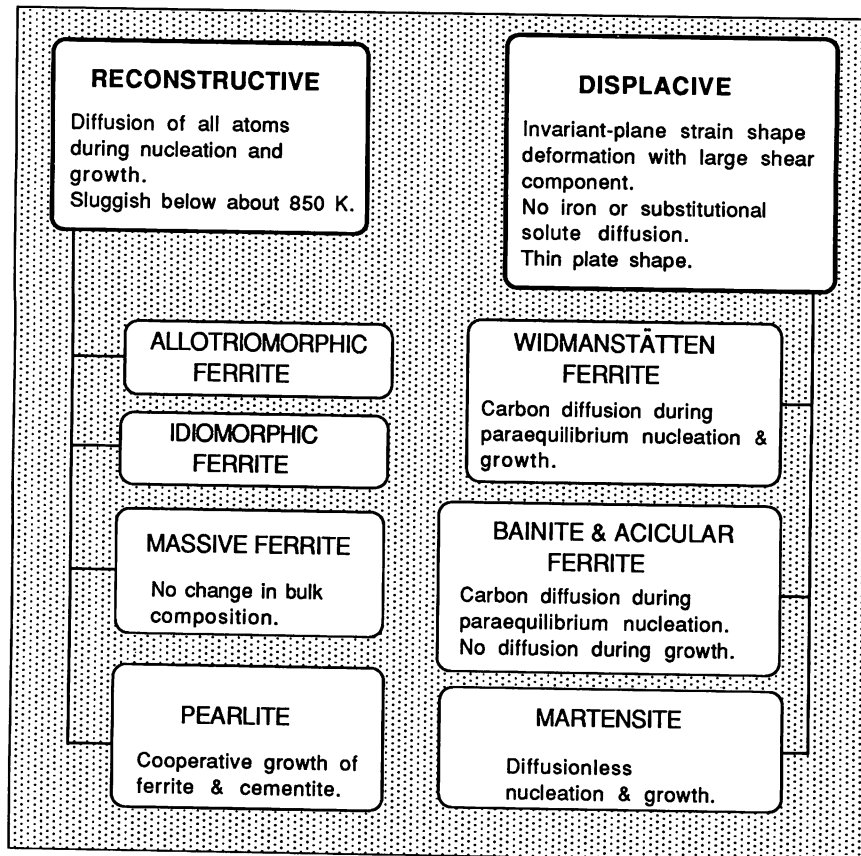 RECONSTRUCTIVE
Diffusion of all atoms
during nucleation and
growth.
Sluggish below about 850 K.
ALLOTRIOMORPHIC
FERRITE
IDIOMORPHIC
FERRITE
MASSIVE FERRITE
No change in bulk
composition.
PEARLITE
Cooperative growth of
ferrite & cementite.
DISPLACIVE
Invariant-plane strain shape
deformation with large shear
component.
No iron or substitutional
solute diffusion.
Thin plate shape.
WIDMANSTÄTTEN
FERRITE
Carbon diffusion during
paraequilibrium nucleation &
growth.
BAINITE & ACICULAR
FERRITE
Carbon diffusion during
paraequilibrium nucleation.
No diffusion during growth.
MARTENSITE
Diffusionless
nucleation & growth.